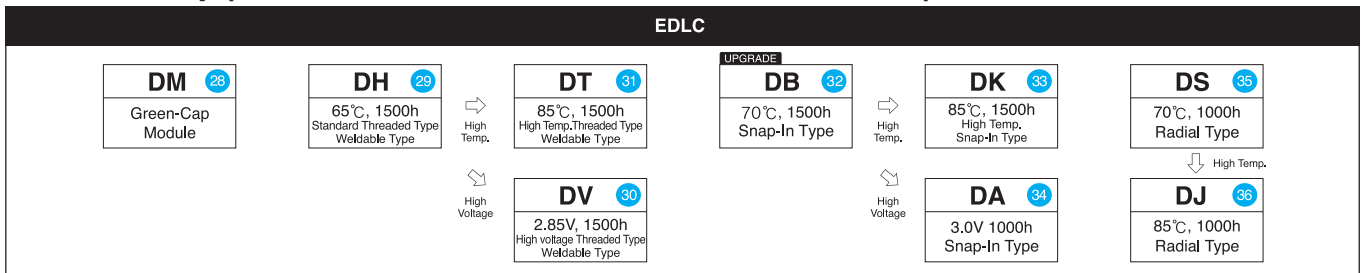 EDLC
DM 28
Green-Cap
Module
DH 29
65℃, 1500h
Standard Threaded Type
Weldable Type
High
Temp.
High
Voltage
DT 31
85℃, 1500h
High Temp.Threaded Type
Weldable Type
DV 30
2.85V, 1500h
High voltage Threaded Type
Weldable Type
UPGRADE
DB 32
70℃, 1500h
Snap-In Type
High
Temp.
High
Voltage
DK 33
85℃, 1500h
High Temp.
Snap-In Type
DA 34
3.0V 1000h
Snap-In Type
DS 35
70℃, 1000h
Radial Type
High Temp.
DJ 36
85℃, 1000h
Radial Type